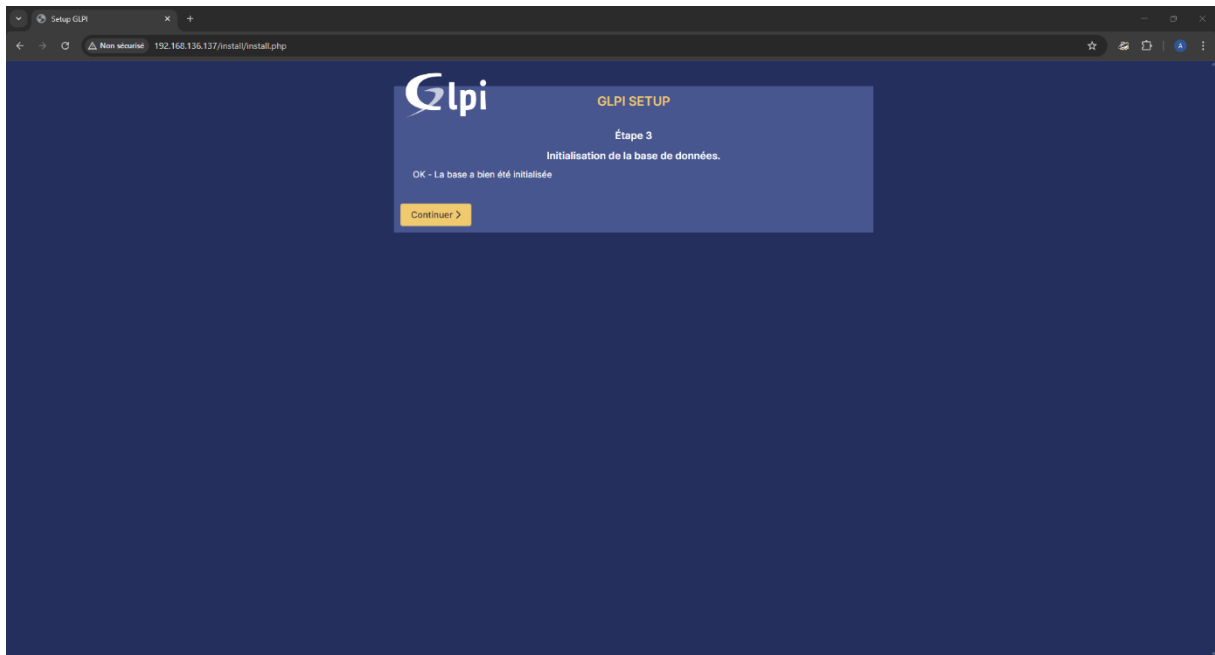 Setup GLPI
Non sécurisé 192.168.136.137/install/install.php
A
Glpi
GLPI SETUP
Étape 3
Initialisation de la base de données.
OK - La base a bien été initialisée
Continuer